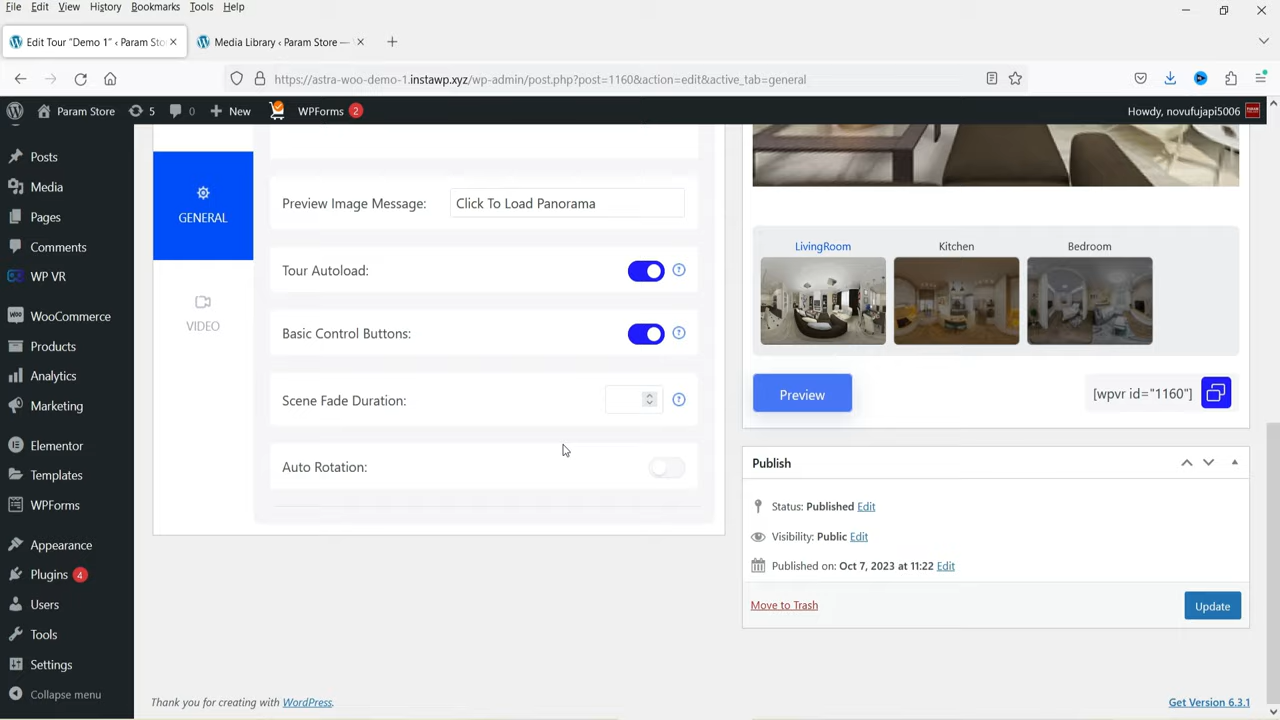 File Edit View History Bookmarks Tools Help
Edit Tour "Demo 1" ‹ Param Sto
Media Library ‹ Param Store —
https://astra-woo-demo-1.instawp.xyz/wp-admin/post.php?post=1160&action=edit&active_tab=general
Param Store 5 0 New WPForms 2 Howdy, novufujapi5006
Posts
Media
Pages
Comments
WP VR
WooCommerce
Products
Analytics
Marketing
Elementor
Templates
WPForms
Appearance
Plugins 4
Users
Tools
Settings
Collapse menu
GENERAL
VIDEO
Preview Image Message: Click To Load Panorama
Tour Autoload: ?
Basic Control Buttons: ?
Scene Fade Duration: ?
Auto Rotation:
LivingRoom Kitchen Bedroom
Preview [wpvr id="1160"]
Publish
Status: Published Edit
Visibility: Public Edit
Published on: Oct 7, 2023 at 11:22 Edit
Move to Trash Update
Thank you for creating with WordPress. Get Version 6.3.1